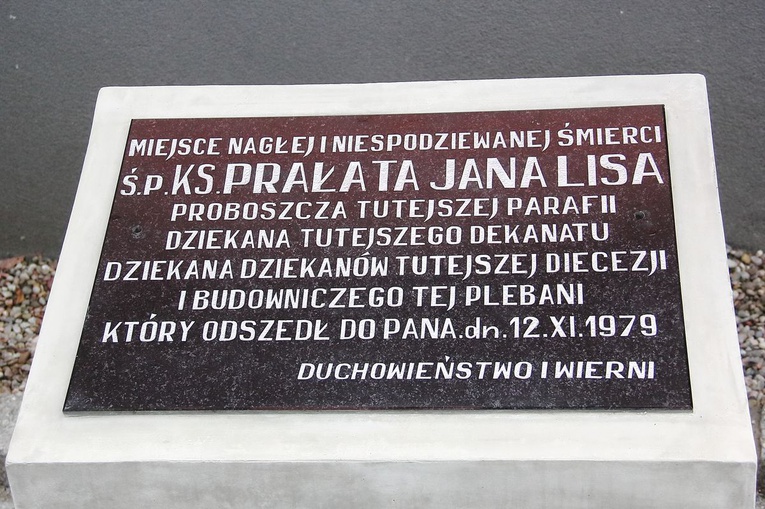 MIEJSCE NAGŁEJ I NIESPODZIEWANEJ ŚMIERCI
Ś.P. KS. PRAŁATA JANA LISA
PROBOSZCZA TUTEJSZEJ PARAFII
DZIEKANA TUTEJSZEGO DEKANATU
DZIEKANA DZIEKANÓW TUTEJSZEJ DIECEZJI
I BUDOWNICZEGO TEJ PLEBANI
KTÓRY ODSZEDŁ DO PANA.dn.12.XI.1979
DUCHOWIEŃSTWO I WIERNI